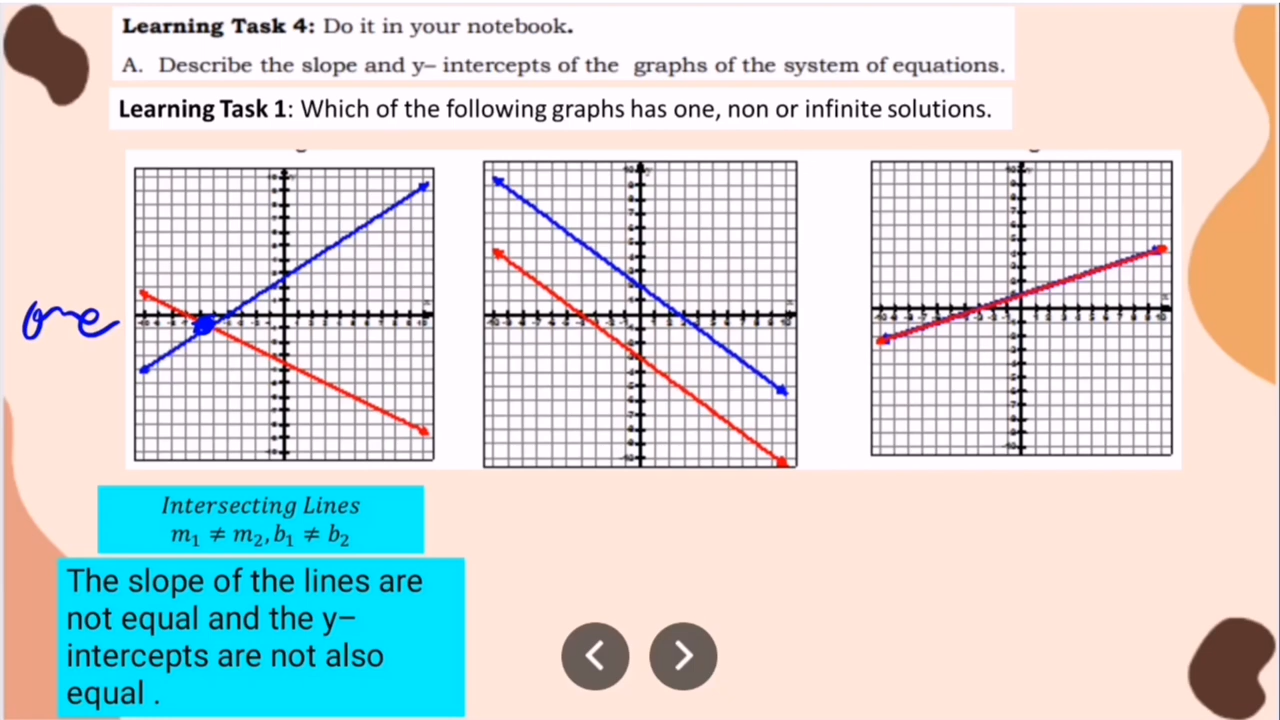 Learning Task 4: Do it in your notebook.
A. Describe the slope and y– intercepts of the graphs of the system of equations.
Learning Task 1: Which of the following graphs has one, non or infinite solutions.
one
Intersecting Lines
m₁ ≠ m₂, b₁ ≠ b₂
The slope of the lines are
not equal and the y–
intercepts are not also
equal .